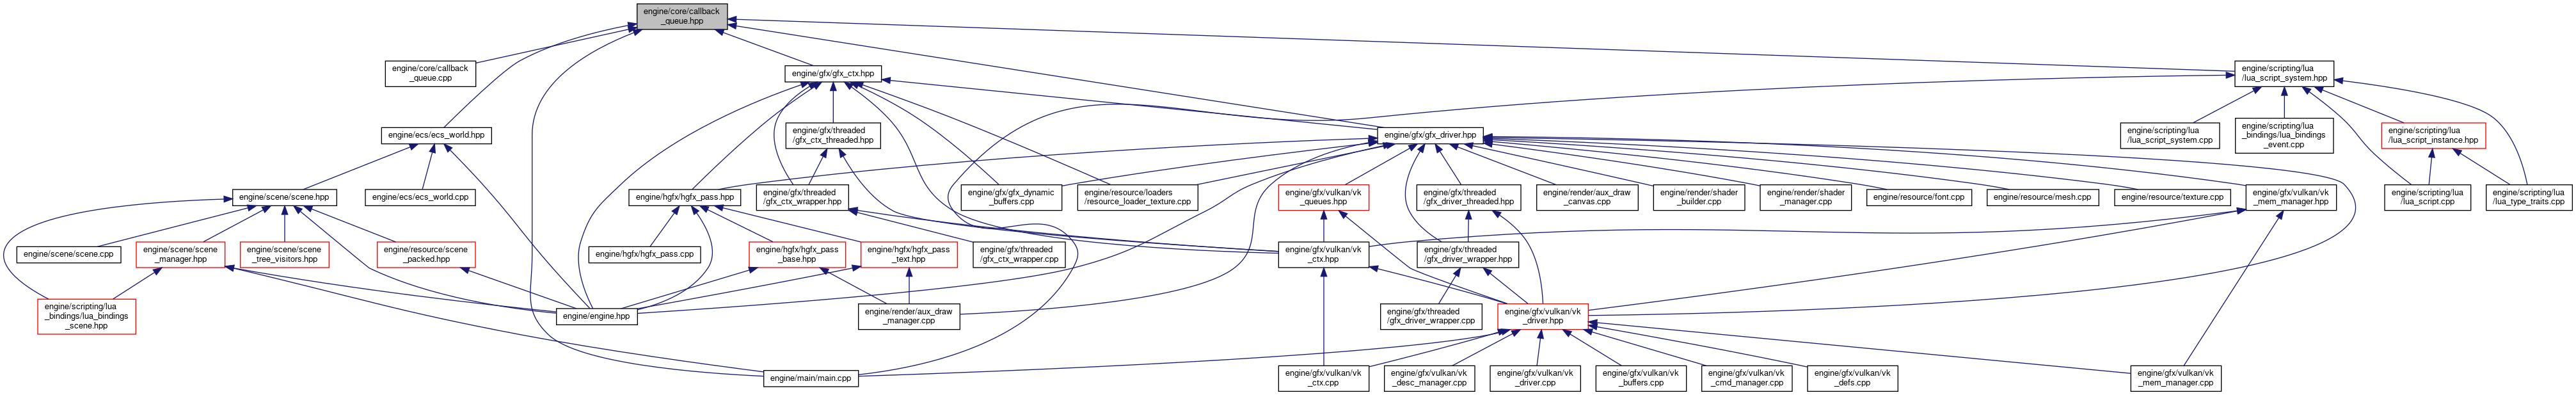 engine/core/callback
_queue.hpp
engine/core/callback
_queue.cpp
engine/gfx/gfx_ctx.hpp
engine/scripting/lua
/lua_script_system.hpp
engine/ecs/ecs_world.hpp
engine/gfx/threaded
/gfx_ctx_threaded.hpp
engine/gfx/gfx_driver.hpp
engine/scripting/lua
/lua_script_system.cpp
engine/scripting/lua
_bindings/lua_bindings
_event.cpp
engine/scripting/lua
/lua_script_instance.hpp
engine/scene/scene.hpp
engine/ecs/ecs_world.cpp
engine/hgfx/hgfx_pass.hpp
engine/gfx/threaded
/gfx_ctx_wrapper.hpp
engine/gfx/gfx_dynamic
_buffers.cpp
engine/resource/loaders
/resource_loader_texture.cpp
engine/gfx/vulkan/vk
_queues.hpp
engine/gfx/threaded
/gfx_driver_threaded.hpp
engine/render/aux_draw
_canvas.cpp
engine/render/shader
_builder.cpp
engine/render/shader
_manager.cpp
engine/resource/font.cpp
engine/resource/mesh.cpp
engine/resource/texture.cpp
engine/gfx/vulkan/vk
_mem_manager.hpp
engine/scripting/lua
/lua_script.cpp
engine/scripting/lua
/lua_type_traits.cpp
engine/scene/scene.cpp
engine/scene/scene
_manager.hpp
engine/scene/scene
_tree_visitors.hpp
engine/resource/scene
_packed.hpp
engine/hgfx/hgfx_pass.cpp
engine/hgfx/hgfx_pass
_base.hpp
engine/hgfx/hgfx_pass
_text.hpp
engine/gfx/threaded
/gfx_ctx_wrapper.cpp
engine/gfx/vulkan/vk
_ctx.hpp
engine/gfx/threaded
/gfx_driver_wrapper.hpp
engine/scripting/lua
_bindings/lua_bindings
_scene.hpp
engine/engine.hpp
engine/render/aux_draw
_manager.cpp
engine/gfx/threaded
/gfx_driver_wrapper.cpp
engine/gfx/vulkan/vk
_driver.hpp
engine/main/main.cpp
engine/gfx/vulkan/vk
_ctx.cpp
engine/gfx/vulkan/vk
_desc_manager.cpp
engine/gfx/vulkan/vk
_driver.cpp
engine/gfx/vulkan/vk
_buffers.cpp
engine/gfx/vulkan/vk
_cmd_manager.cpp
engine/gfx/vulkan/vk
_defs.cpp
engine/gfx/vulkan/vk
_mem_manager.cpp